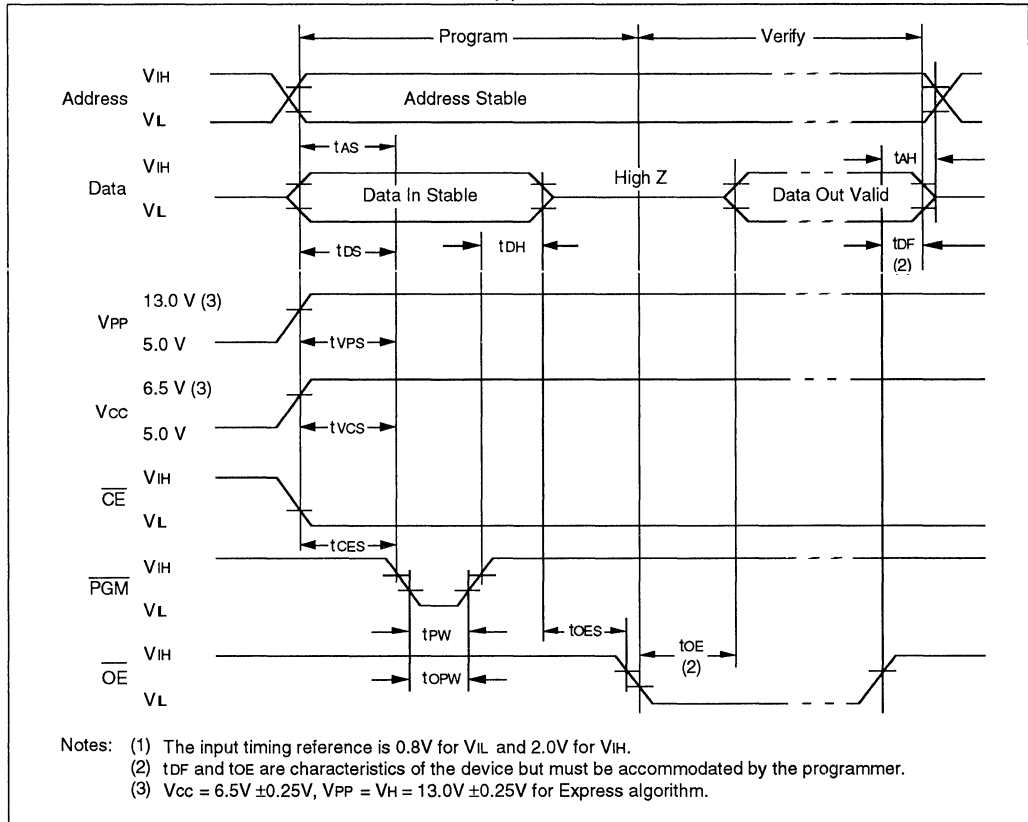 Program Verify
VIH
Address Address Stable
VL
tAS
VIH tAH
Data Data In Stable High Z Data Out Valid
VL
tDS tDH tDF
(2)
13.0 V (3)
VPP
5.0 V tVPS
6.5 V (3)
VCC
5.0 V tVCS
VIH
CE
VL
tCES
VIH
PGM
VL
tPW tOES tOE
(2)
VIH
OE tOPW
VL
Notes: (1) The input timing reference is 0.8V for VIL and 2.0V for VIH.
(2) tDF and tOE are characteristics of the device but must be accommodated by the programmer.
(3) Vcc = 6.5V ±0.25V, VPP = VH = 13.0V ±0.25V for Express algorithm.